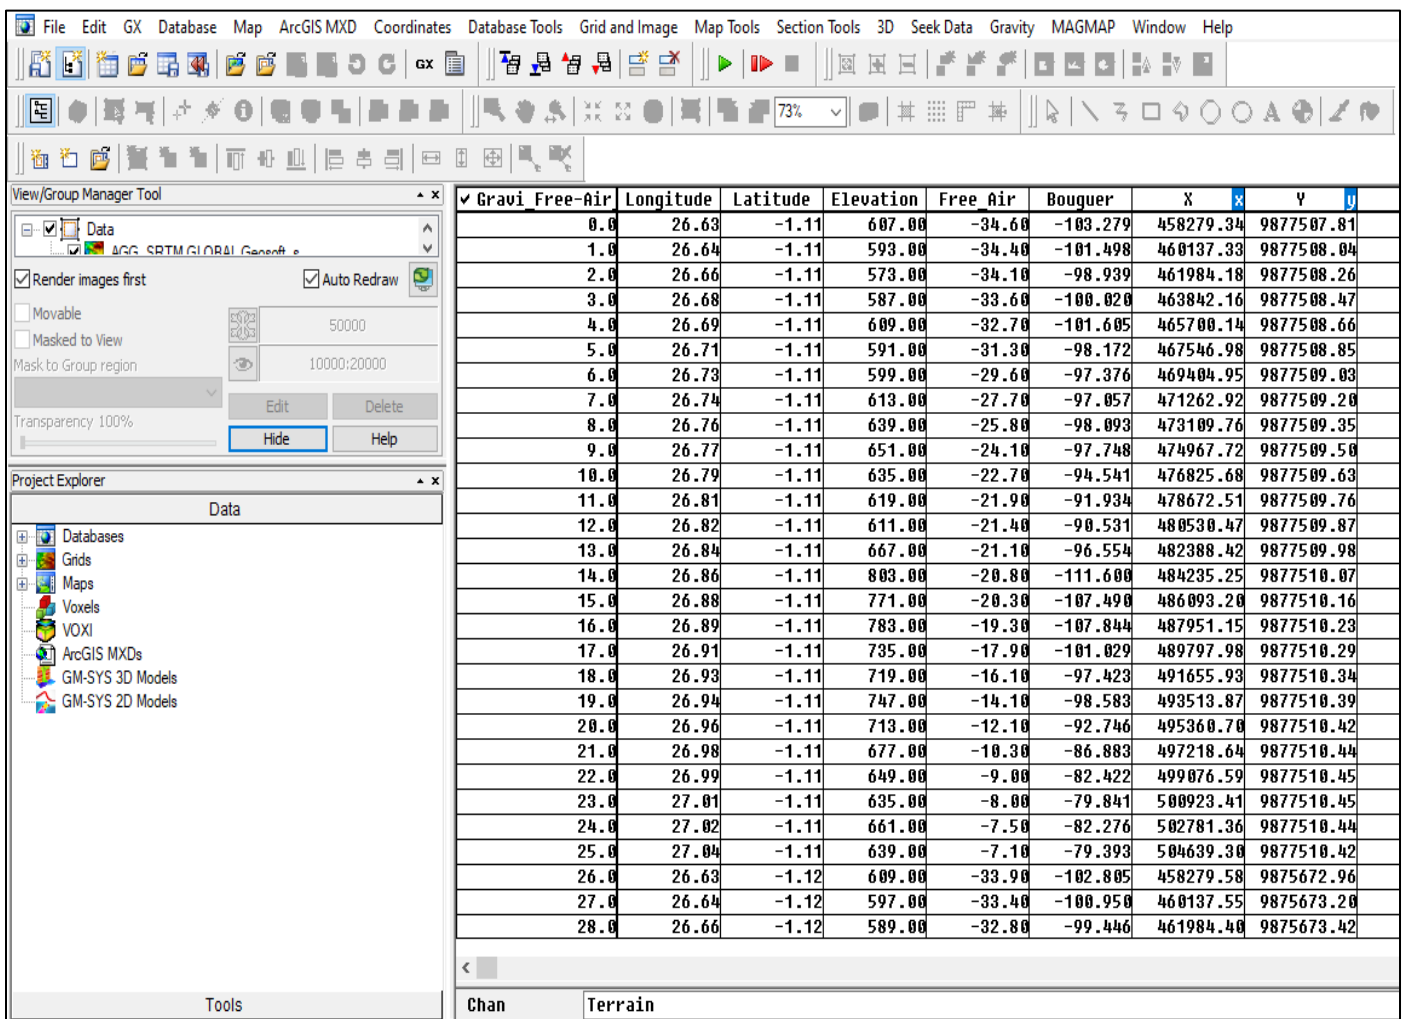 File Edit GX Database Map ArcGIS MXD Coordinates Database Tools Grid and Image Map Tools Section Tools 3D Seek Data Gravity MAGMAP Window Help
GX
73%
View/Group Manager Tool
Data
AGG_SRTM GLOBAL Geosoft_s
Render images first Auto Redraw
Movable
50000
Masked to View
Mask to Group region 10000:20000
Edit Delete
Transparency 100%
Hide Help
Project Explorer
Data
Databases
Grids
Maps
Voxels
VOXI
ArcGIS MXDs
GM-SYS 3D Models
GM-SYS 2D Models
Tools
Gravi_Free-Air Longitude Latitude Elevation Free_Air Bouguer X x Y y
0.0 26.63 -1.11 607.00 -34.60 -103.279 458279.34 9877507.81
1.0 26.64 -1.11 593.00 -34.40 -101.498 460137.33 9877508.04
2.0 26.66 -1.11 573.00 -34.10 -98.939 461984.18 9877508.26
3.0 26.68 -1.11 587.00 -33.60 -100.020 463842.16 9877508.47
4.0 26.69 -1.11 609.00 -32.70 -101.605 465700.14 9877508.66
5.0 26.71 -1.11 591.00 -31.30 -98.172 467546.98 9877508.85
6.0 26.73 -1.11 599.00 -29.60 -97.376 469404.95 9877509.03
7.0 26.74 -1.11 613.00 -27.70 -97.057 471262.92 9877509.20
8.0 26.76 -1.11 639.00 -25.80 -98.093 473109.76 9877509.35
9.0 26.77 -1.11 651.00 -24.10 -97.748 474967.72 9877509.50
10.0 26.79 -1.11 635.00 -22.70 -94.541 476825.68 9877509.63
11.0 26.81 -1.11 619.00 -21.90 -91.934 478672.51 9877509.76
12.0 26.82 -1.11 611.00 -21.40 -90.531 480530.47 9877509.87
13.0 26.84 -1.11 667.00 -21.10 -96.554 482388.42 9877509.98
14.0 26.86 -1.11 803.00 -20.80 -111.600 484235.25 9877510.07
15.0 26.88 -1.11 771.00 -20.30 -107.490 486093.20 9877510.16
16.0 26.89 -1.11 783.00 -19.30 -107.844 487951.15 9877510.23
17.0 26.91 -1.11 735.00 -17.90 -101.029 489797.98 9877510.29
18.0 26.93 -1.11 719.00 -16.10 -97.423 491655.93 9877510.34
19.0 26.94 -1.11 747.00 -14.10 -98.583 493513.87 9877510.39
20.0 26.96 -1.11 713.00 -12.10 -92.746 495360.70 9877510.42
21.0 26.98 -1.11 677.00 -10.30 -86.883 497218.64 9877510.44
22.0 26.99 -1.11 649.00 -9.00 -82.422 499076.59 9877510.45
23.0 27.01 -1.11 635.00 -8.00 -79.841 500923.41 9877510.45
24.0 27.02 -1.11 661.00 -7.50 -82.276 502781.36 9877510.44
25.0 27.04 -1.11 639.00 -7.10 -79.393 504639.30 9877510.42
26.0 26.63 -1.12 609.00 -33.90 -102.805 458279.58 9875672.96
27.0 26.64 -1.12 597.00 -33.40 -100.950 460137.55 9875673.20
28.0 26.66 -1.12 589.00 -32.80 -99.446 461984.40 9875673.42
Chan Terrain